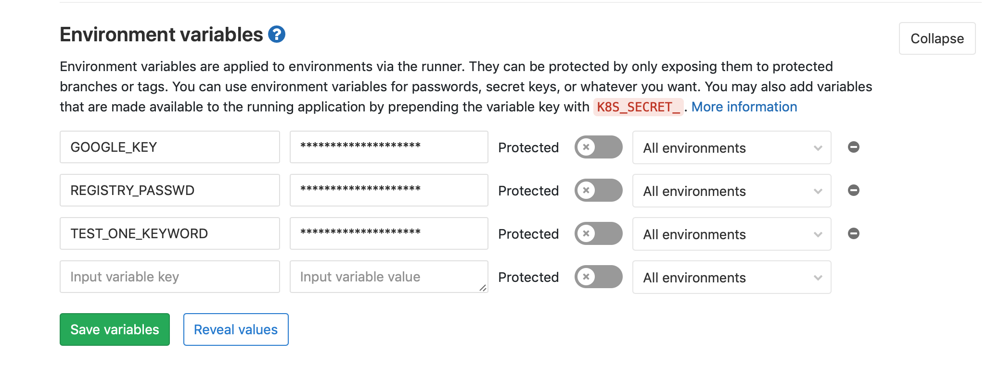 Environment variables ?
Collapse
Environment variables are applied to environments via the runner. They can be protected by only exposing them to protected
branches or tags. You can use environment variables for passwords, secret keys, or whatever you want. You may also add variables
that are made available to the running application by prepending the variable key with K8S_SECRET_. More information
GOOGLE_KEY ******************** Protected All environments
REGISTRY_PASSWD ******************** Protected All environments
TEST_ONE_KEYWORD ******************** Protected All environments
Input variable key Input variable value Protected All environments
Save variables Reveal values